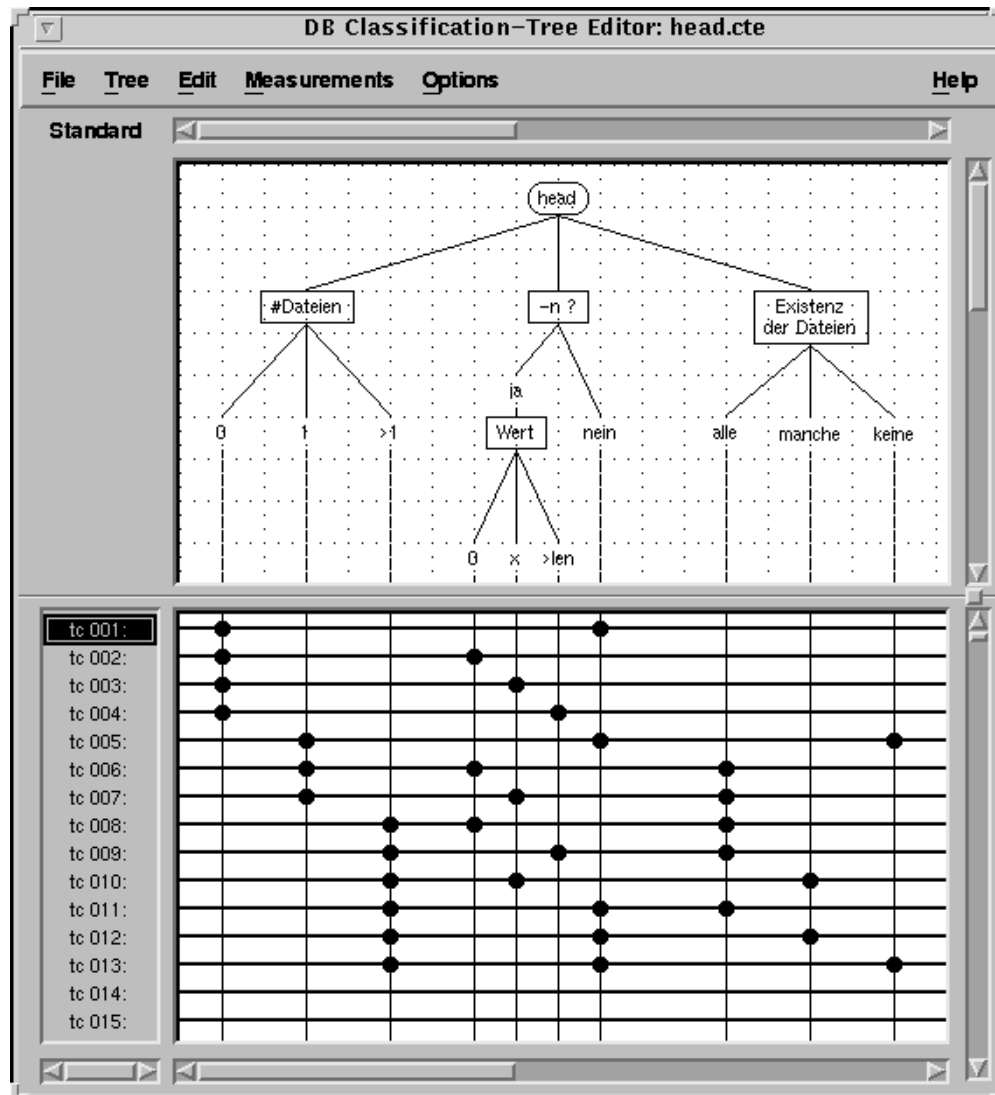 DB Classification-Tree Editor: head.cte
File Tree Edit Measurements Options Help
Standard
head
#Dateien -n ? Existenz
der Dateien
ja
0 1 >1 Wert nein alle manche keine
0 x >len
tc 001:
tc 002:
tc 003:
tc 004:
tc 005:
tc 006:
tc 007:
tc 008:
tc 009:
tc 010:
tc 011:
tc 012:
tc 013:
tc 014:
tc 015: